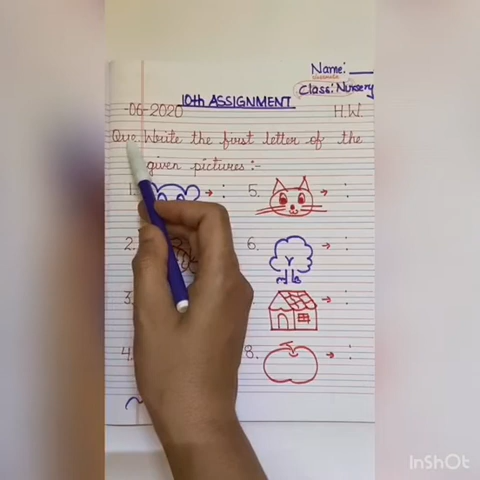 Name: ___
Class: Nursery
10th ASSIGNMENT
-06-2020 H.W.
Que. Write the first letter of the
given pictures :-
1. → : 5. → :
2. 6. → :
3 → :
4. 8. → :
InShOt